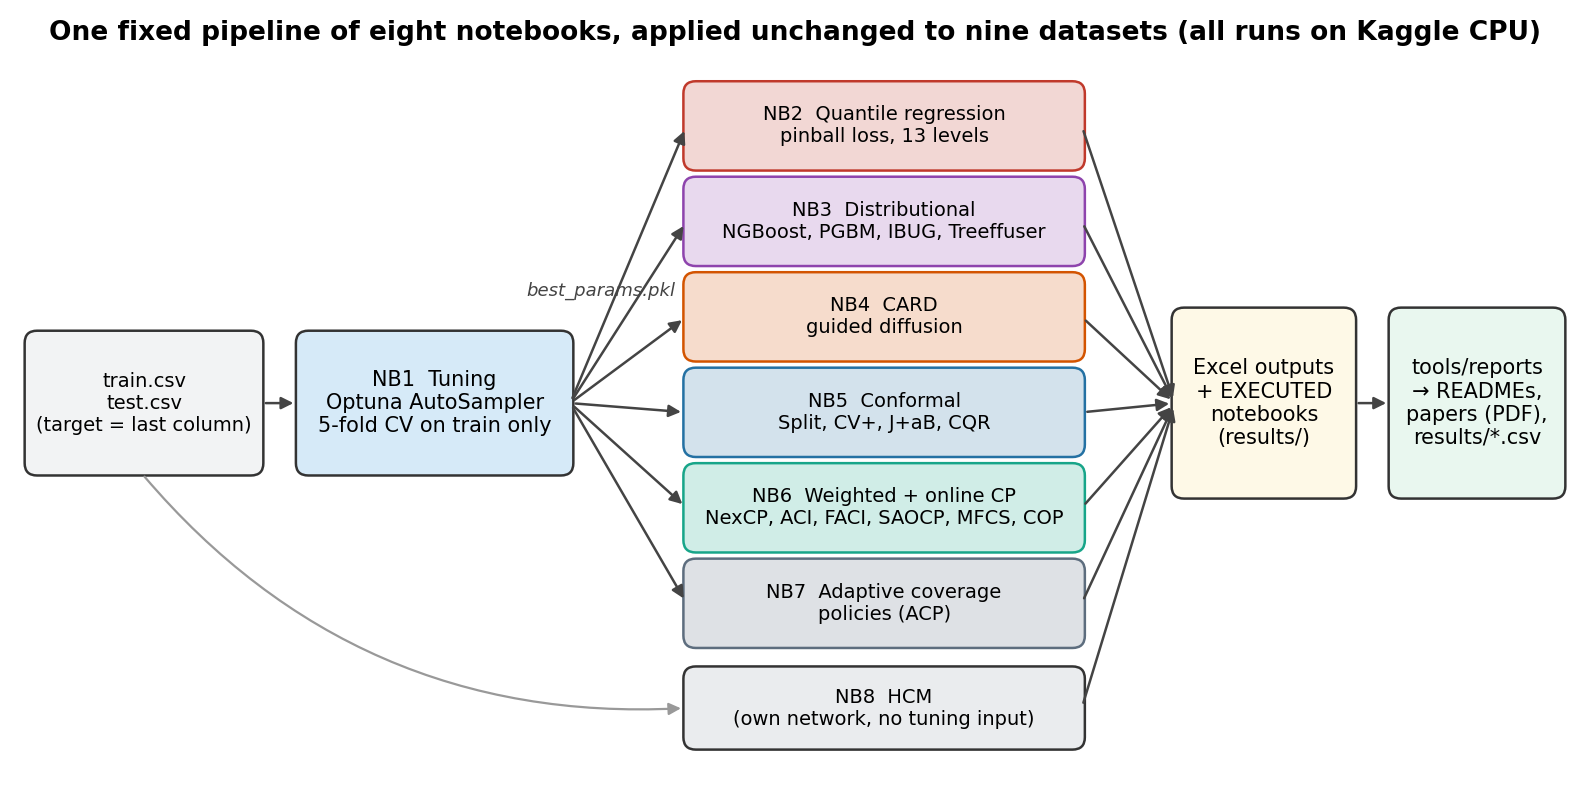 One fixed pipeline of eight notebooks, applied unchanged to nine datasets (all runs on Kaggle CPU)
train.csv
test.csv
(target = last column)
NB1  Tuning
Optuna AutoSampler
5-fold CV on train only
best_params.pkl
NB2  Quantile regression
pinball loss, 13 levels
NB3  Distributional
NGBoost, PGBM, IBUG, Treeffuser
NB4  CARD
guided diffusion
NB5  Conformal
Split, CV+, J+aB, CQR
NB6  Weighted + online CP
NexCP, ACI, FACI, SAOCP, MFCS, COP
NB7  Adaptive coverage
policies (ACP)
NB8  HCM
(own network, no tuning input)
Excel outputs
+ EXECUTED
notebooks
(results/)
tools/reports
→ READMEs,
papers (PDF),
results/*.csv